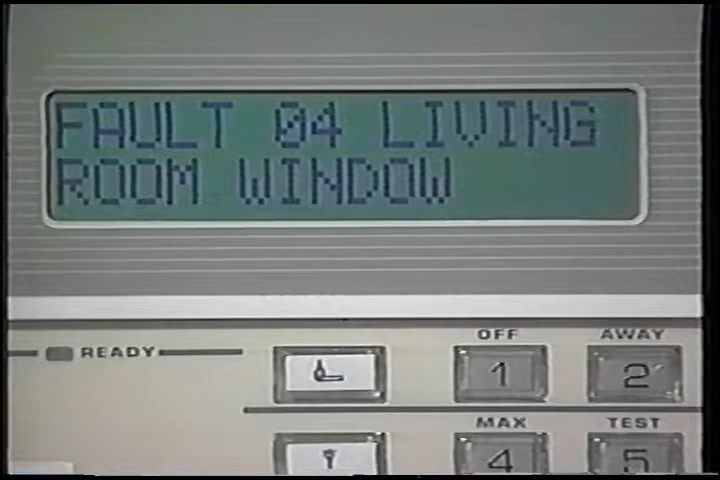 FAULT 04 LIVING
ROOM WINDOW
OFF AWAY
READY
1 2
MAX TEST
4 5